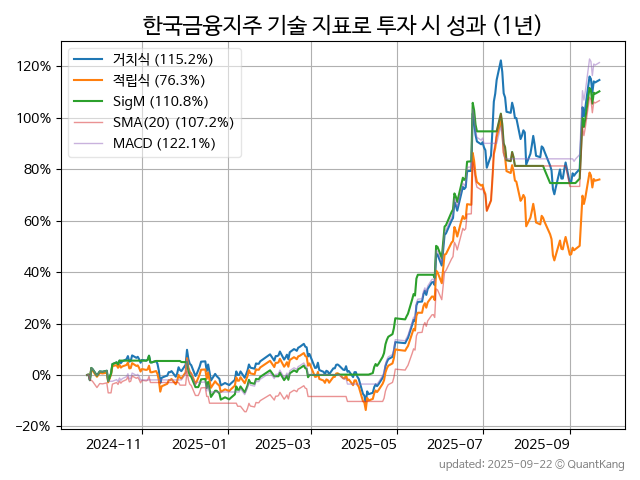 한국금융지주 기술 지표로 투자 시 성과 (1년)
거치식 (115.2%)
적립식 (76.3%)
SigM (110.8%)
SMA(20) (107.2%)
MACD (122.1%)
120%
100%
80%
60%
40%
20%
0%
−20%
2024-11 2025-01 2025-03 2025-05 2025-07 2025-09
updated: 2025-09-22 © QuantKang